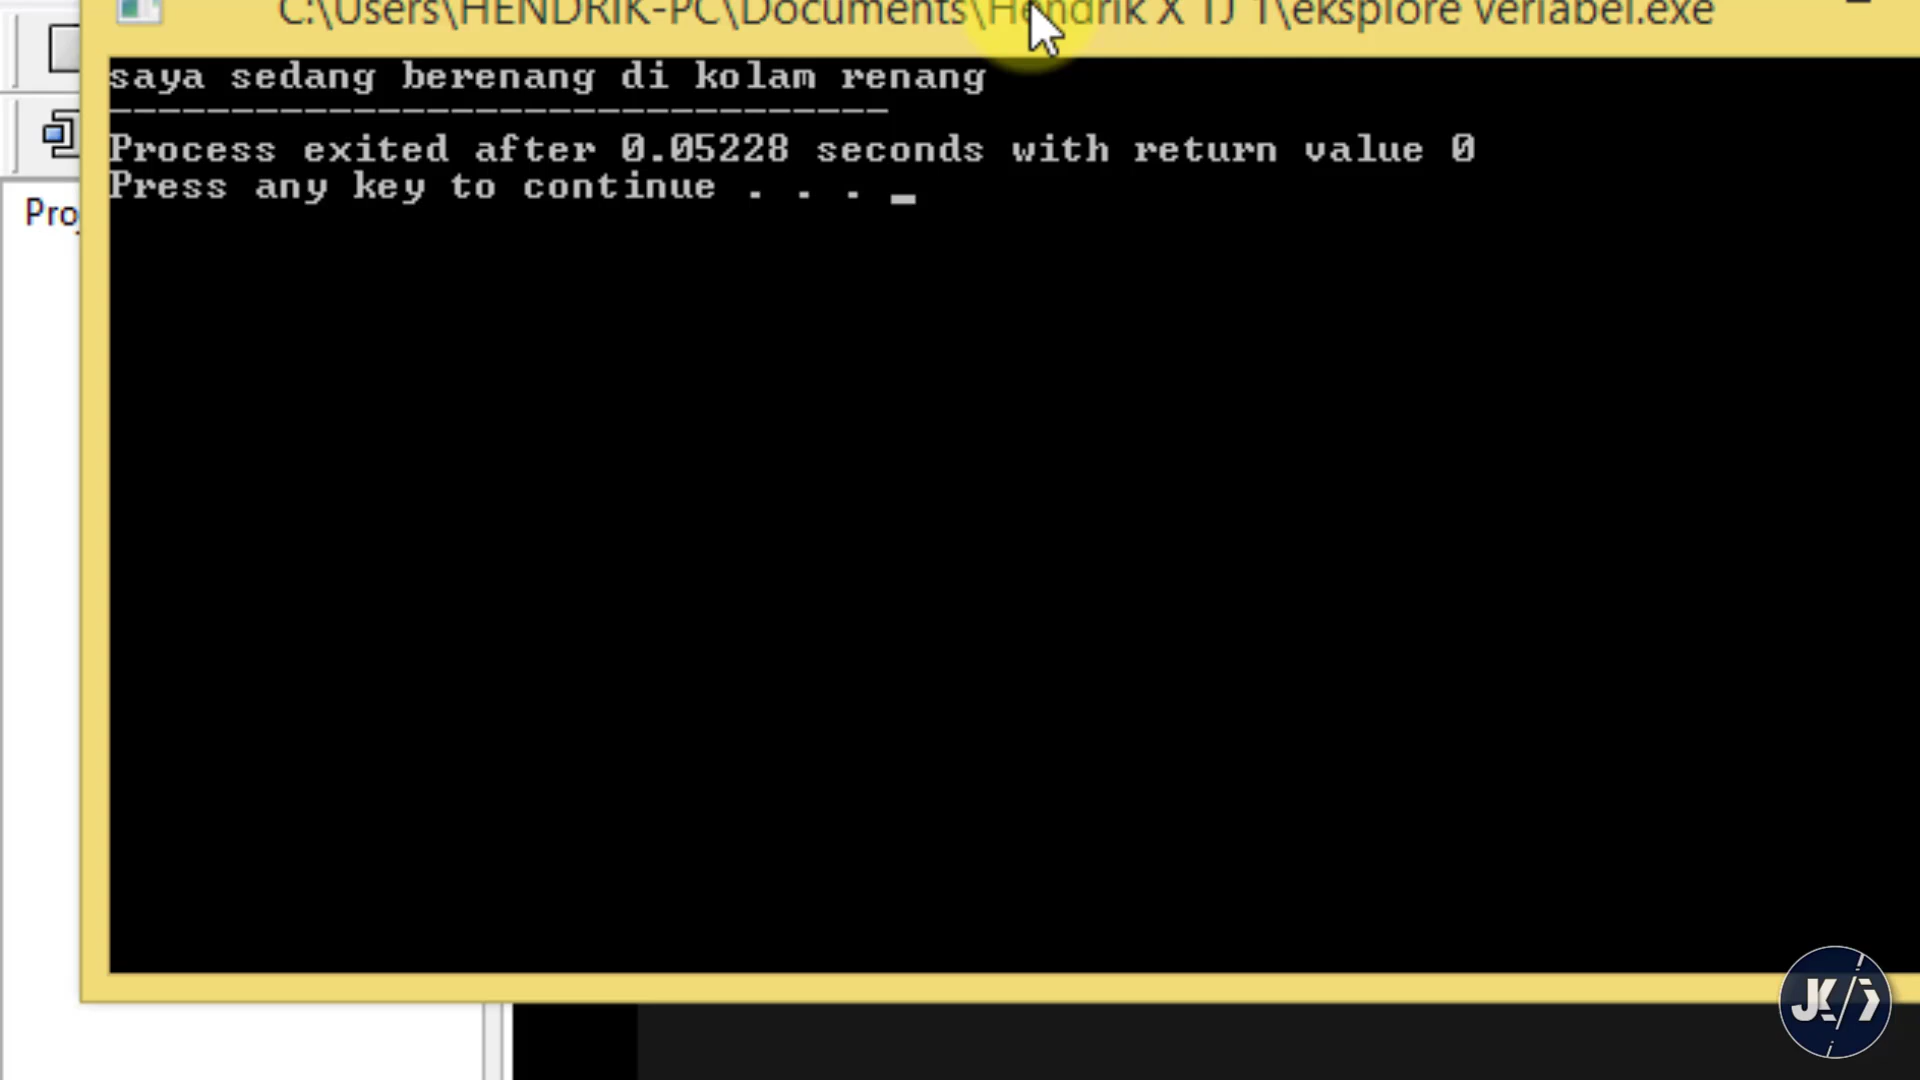 C:\Users\HENDRIK-PC\Documents\Hendrik X TJ 1\eksplore veriabel.exe
saya sedang berenang di kolam renang
--------------------------------
Process exited after 0.05228 seconds with return value 0
Press any key to continue . . . _
Pro
JK/>